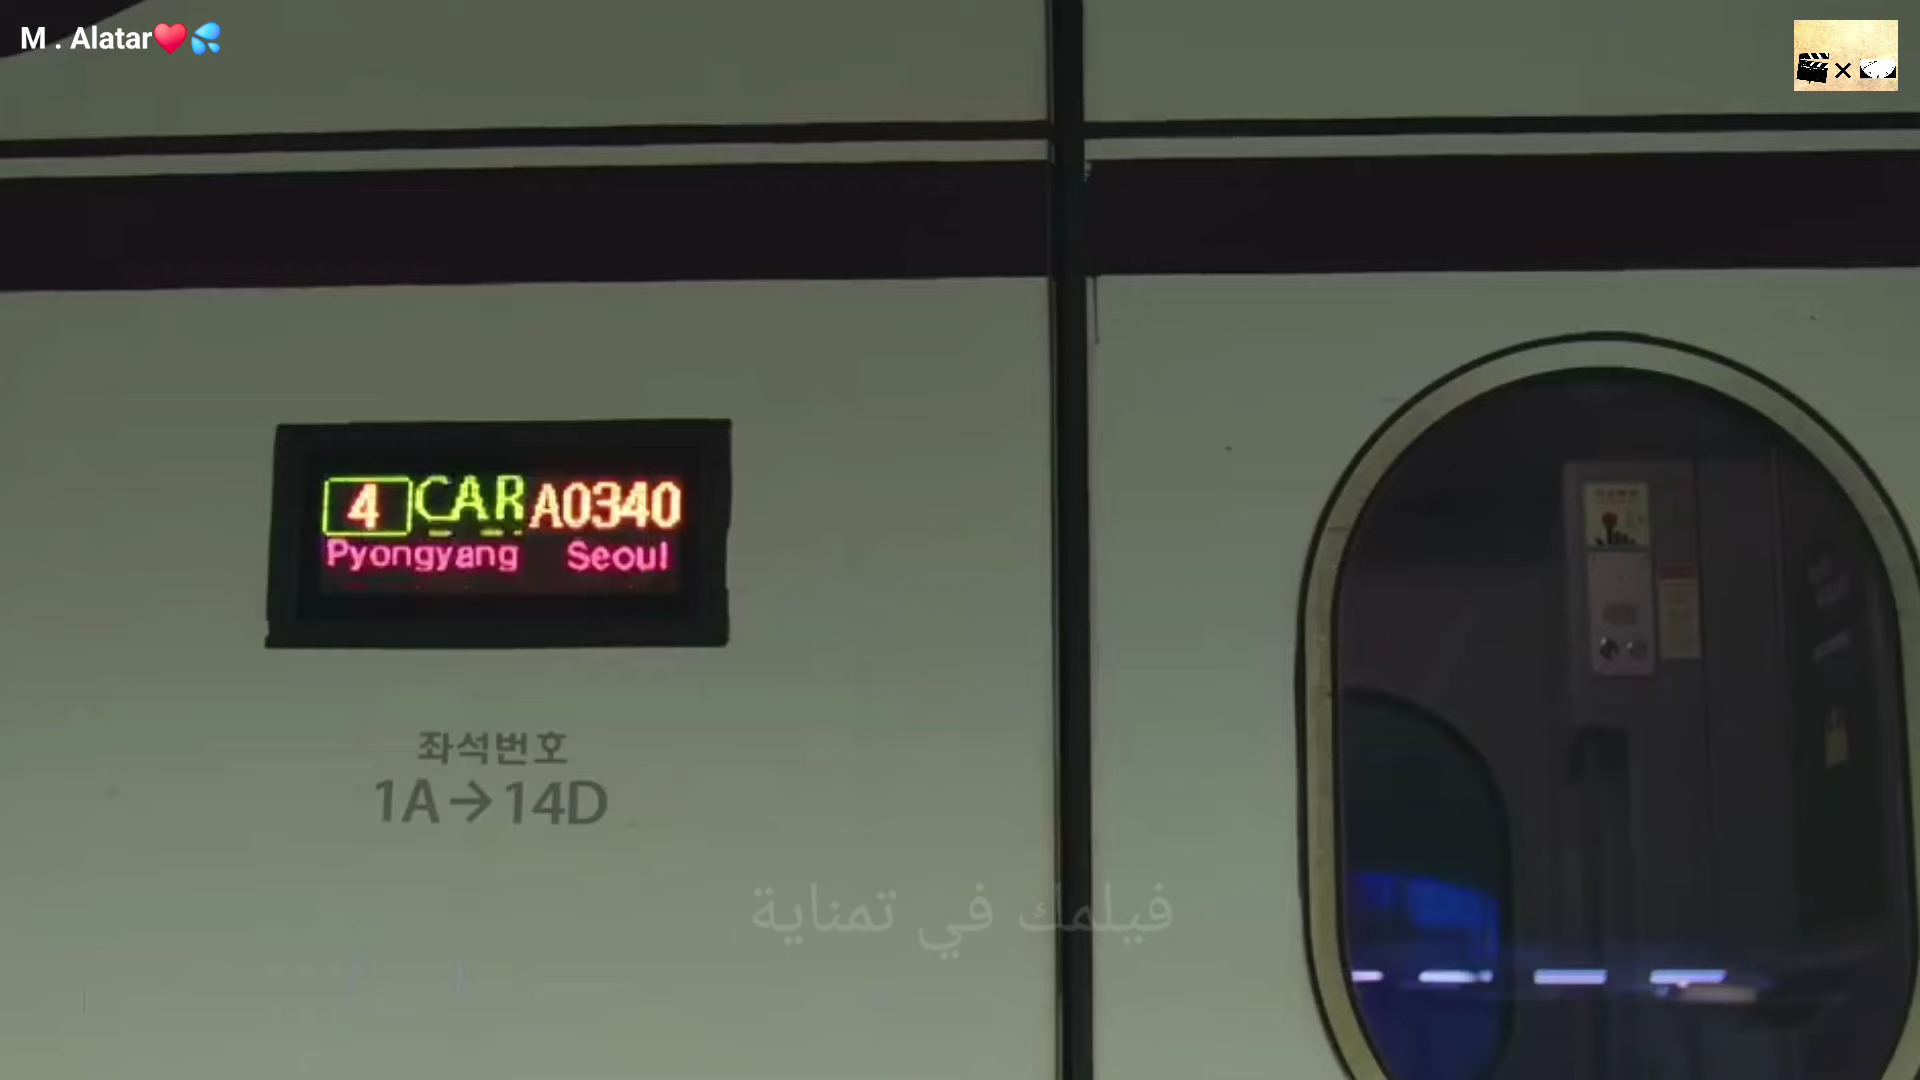 M . Alatar❤️💦
4 CAR A0340
Pyongyang Seoul
좌석번호
1A→14D
فيلمك في تمناية